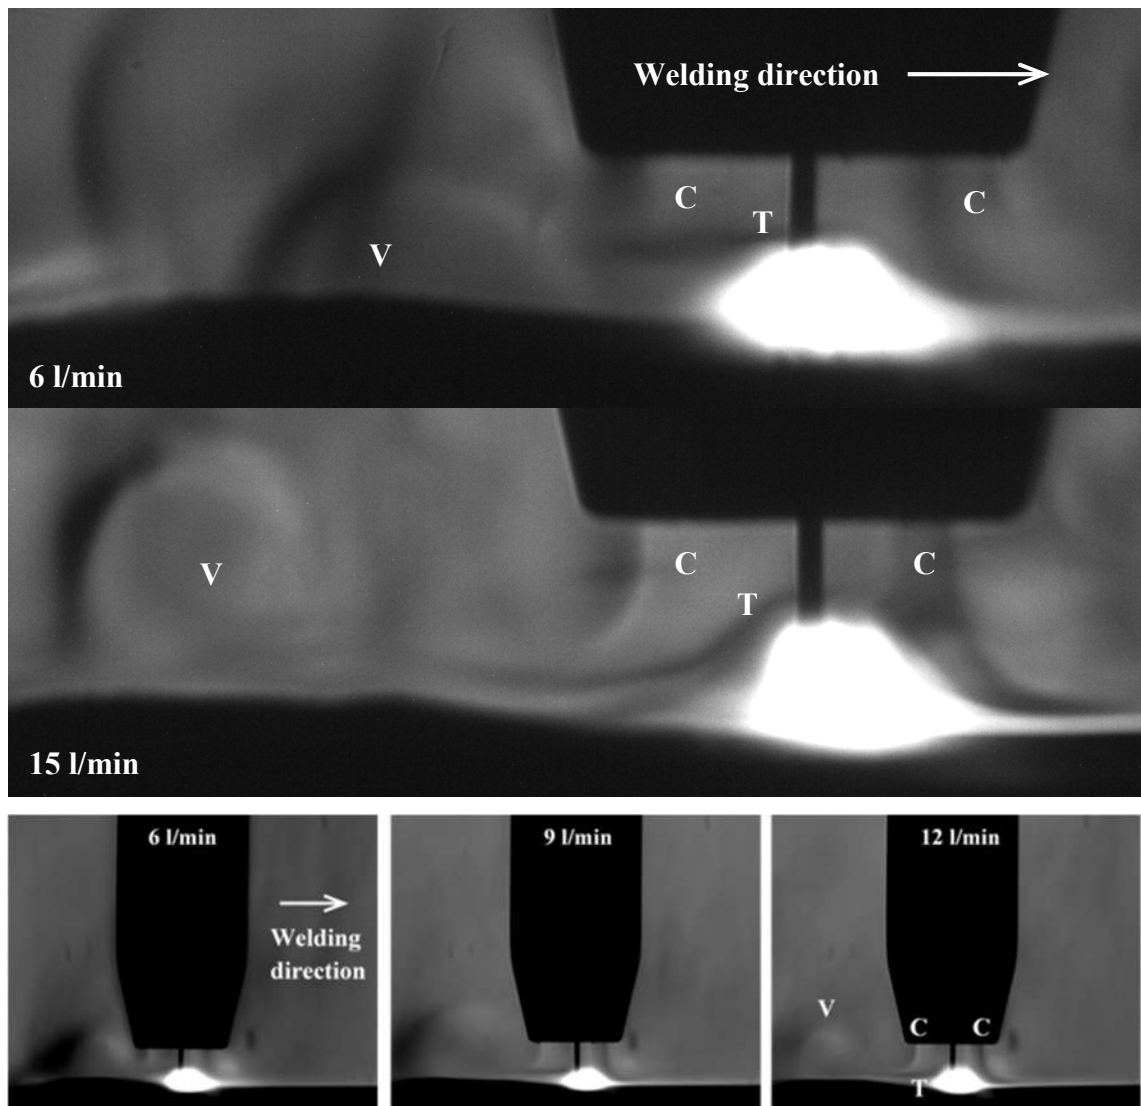 Welding direction
C
C
T
V
6 l/min
C
C
V
T
15 l/min
6 l/min
Welding
direction
9 l/min
12 l/min
V
C
C
T